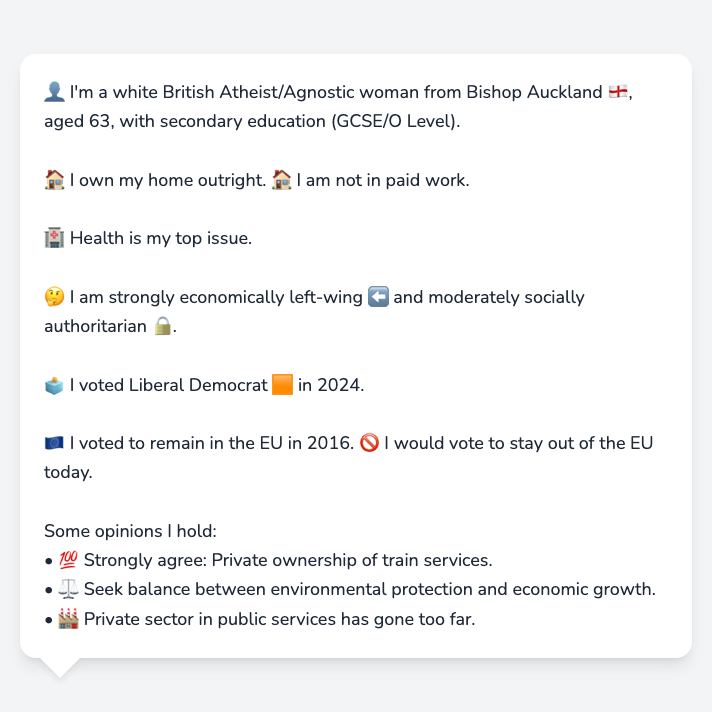 👤 I'm a white British Atheist/Agnostic woman from Bishop Auckland 🏴󠁧󠁢󠁥󠁮󠁧󠁿,
aged 63, with secondary education (GCSE/O Level).
🏠 I own my home outright. 🏠 I am not in paid work.
🏥 Health is my top issue.
🤔 I am strongly economically left-wing ⬅️ and moderately socially
authoritarian 🔒.
🗳️ I voted Liberal Democrat 🟧 in 2024.
🇪🇺 I voted to remain in the EU in 2016. 🚫 I would vote to stay out of the EU
today.
Some opinions I hold:
• 💯 Strongly agree: Private ownership of train services.
• ⚖️ Seek balance between environmental protection and economic growth.
• 🏭 Private sector in public services has gone too far.